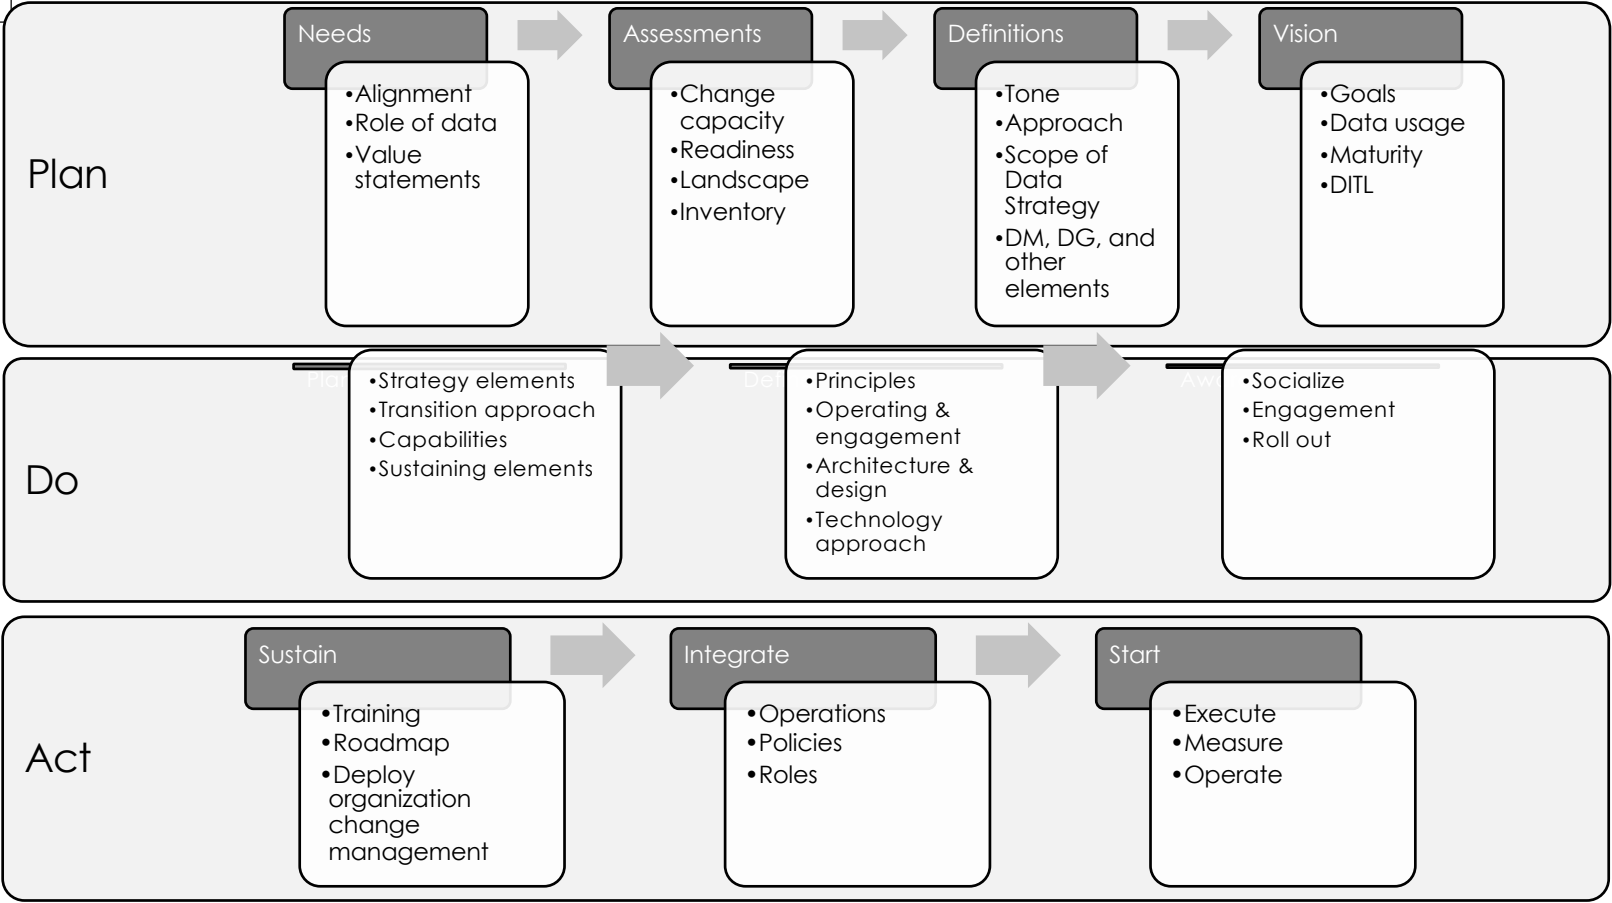 Plan
Needs
•Alignment
•Role of data
•Value
statements
Assessments
•Change
capacity
•Readiness
•Landscape
•Inventory
Definitions
•Tone
•Approach
•Scope of
Data
Strategy
•DM, DG, and
other
elements
Vision
•Goals
•Data usage
•Maturity
•DITL
Do
•Strategy elements
•Transition approach
•Capabilities
•Sustaining elements
•Principles
•Operating &
engagement
•Architecture &
design
•Technology
approach
•Socialize
•Engagement
•Roll out
Act
Sustain
•Training
•Roadmap
•Deploy
organization
change
management
Integrate
•Operations
•Policies
•Roles
Start
•Execute
•Measure
•Operate